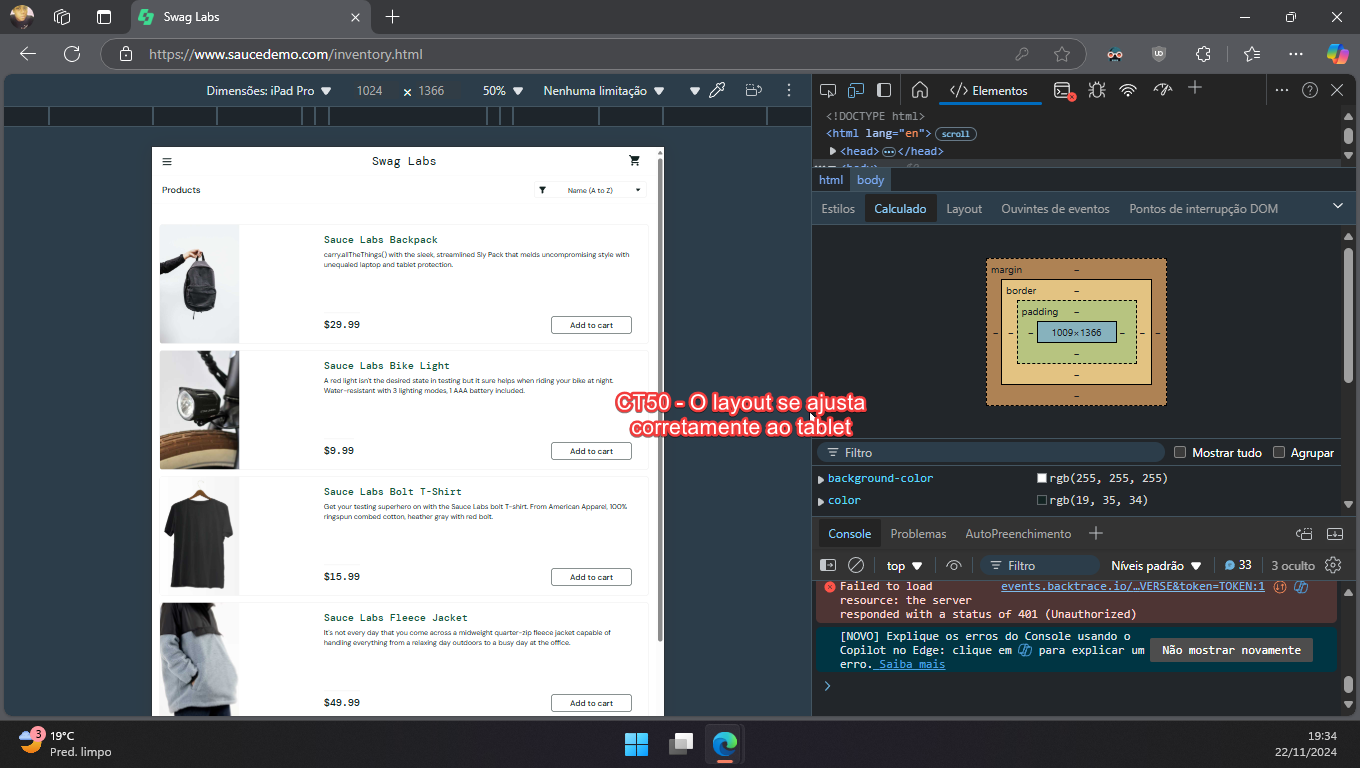 Swag Labs
https://www.saucedemo.com/inventory.html
Dimensões: iPad Pro
1024
1366
50%
Nenhuma limitação
Elementos
<!DOCTYPE html>
<html lang="en"> scroll
<head> </head>
html
body
Estilos
Calculado
Layout
Ouvintes de eventos
Pontos de interrupção DOM
margin
–
border
–
padding
–
1009×1366
Filtro
Mostrar tudo
Agrupar
background-color
rgb(255, 255, 255)
color
rgb(19, 35, 34)
Console
Problemas
AutoPreenchimento
top
Filtro
Níveis padrão
33
3 oculto
Failed to load
events.backtrace.io/…VERSE&token=TOKEN:1
resource: the server
responded with a status of 401 (Unauthorized)
[NOVO] Explique os erros do Console usando o
Copilot no Edge: clique em para explicar um
erro. Saiba mais
Não mostrar novamente
Swag Labs
Products
Name (A to Z)
Sauce Labs Backpack
carry.allTheThings() with the sleek, streamlined Sly Pack that melds uncompromising style with
unequaled laptop and tablet protection.
$29.99
Add to cart
Sauce Labs Bike Light
A red light isn't the desired state in testing but it sure helps when riding your bike at night.
Water-resistant with 3 lighting modes, 1 AAA battery included.
$9.99
Add to cart
CT50 - O layout se ajusta
corretamente ao tablet
Sauce Labs Bolt T-Shirt
Get your testing superhero on with the Sauce Labs bolt T-shirt. From American Apparel, 100%
ringspun combed cotton, heather gray with red bolt.
$15.99
Add to cart
Sauce Labs Fleece Jacket
It's not every day that you come across a midweight quarter-zip fleece jacket capable of
handling everything from a relaxing day outdoors to a busy day at the office.
$49.99
Add to cart
3
19°C
Pred. limpo
19:34
22/11/2024